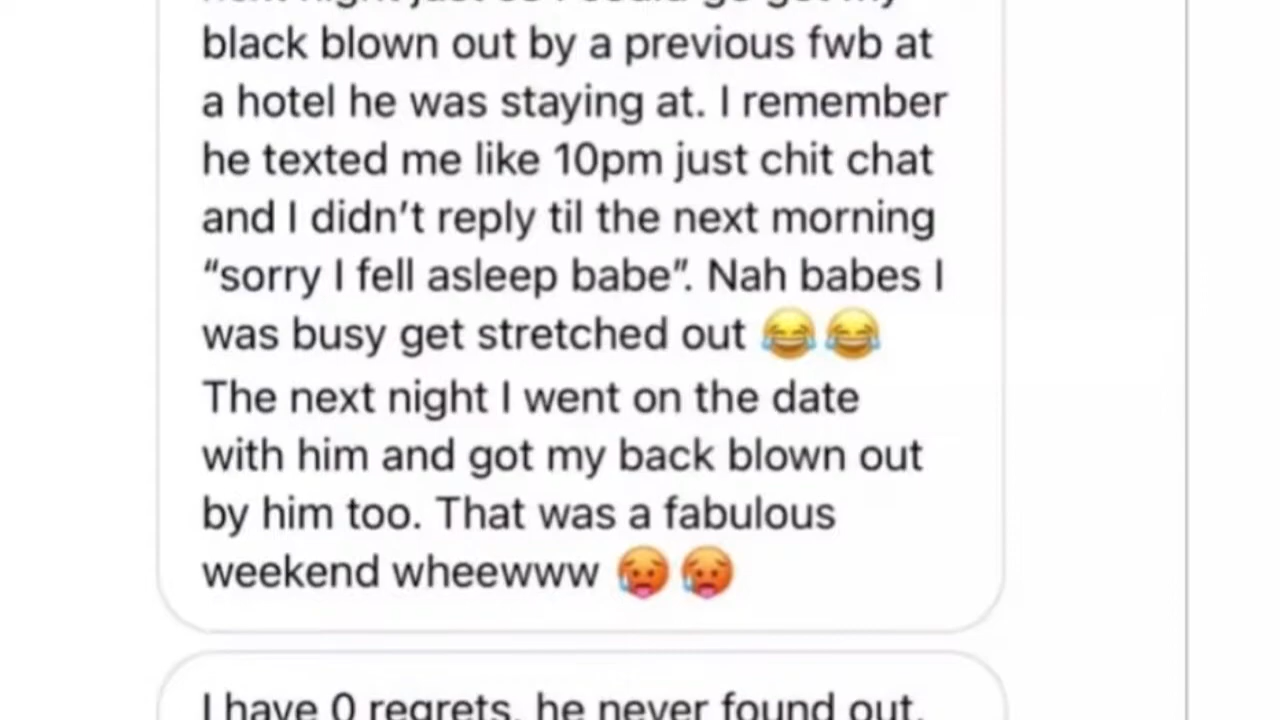 black blown out by a previous fwb at
a hotel he was staying at. I remember
he texted me like 10pm just chit chat
and I didn’t reply til the next morning
“sorry I fell asleep babe”. Nah babes I
was busy get stretched out 😂😂
The next night I went on the date
with him and got my back blown out
by him too. That was a fabulous
weekend wheewww 🥵🥵
I have 0 regrets, he never found out.